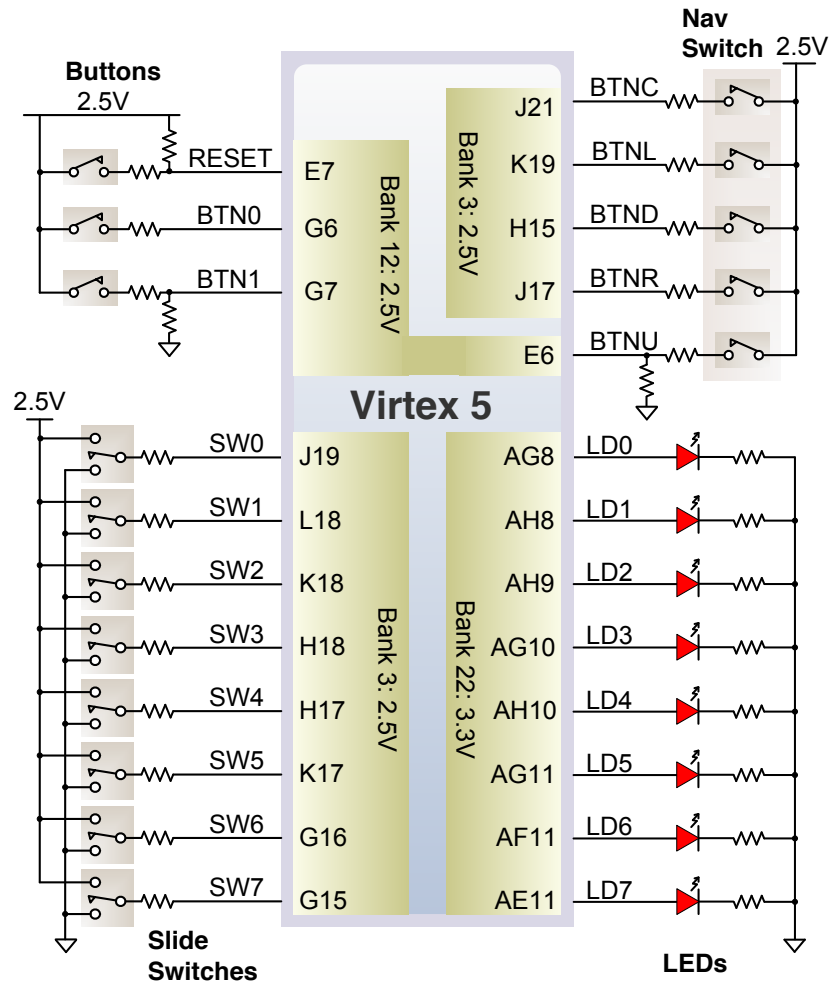 Buttons
2.5V
RESET
BTN0
BTN1
E7
G6
G7
Bank 12: 2.5V
Nav
Switch
2.5V
BTNC
BTNL
BTND
BTNR
BTNU
J21
K19
H15
J17
E6
Bank 3: 2.5V
Virtex 5
2.5V
SW0
SW1
SW2
SW3
SW4
SW5
SW6
SW7
J19
L18
K18
H18
H17
K17
G16
G15
Bank 3: 2.5V
Slide
Switches
Bank 22: 3.3V
AG8
AH8
AH9
AG10
AH10
AG11
AF11
AE11
LD0
LD1
LD2
LD3
LD4
LD5
LD6
LD7
LEDs